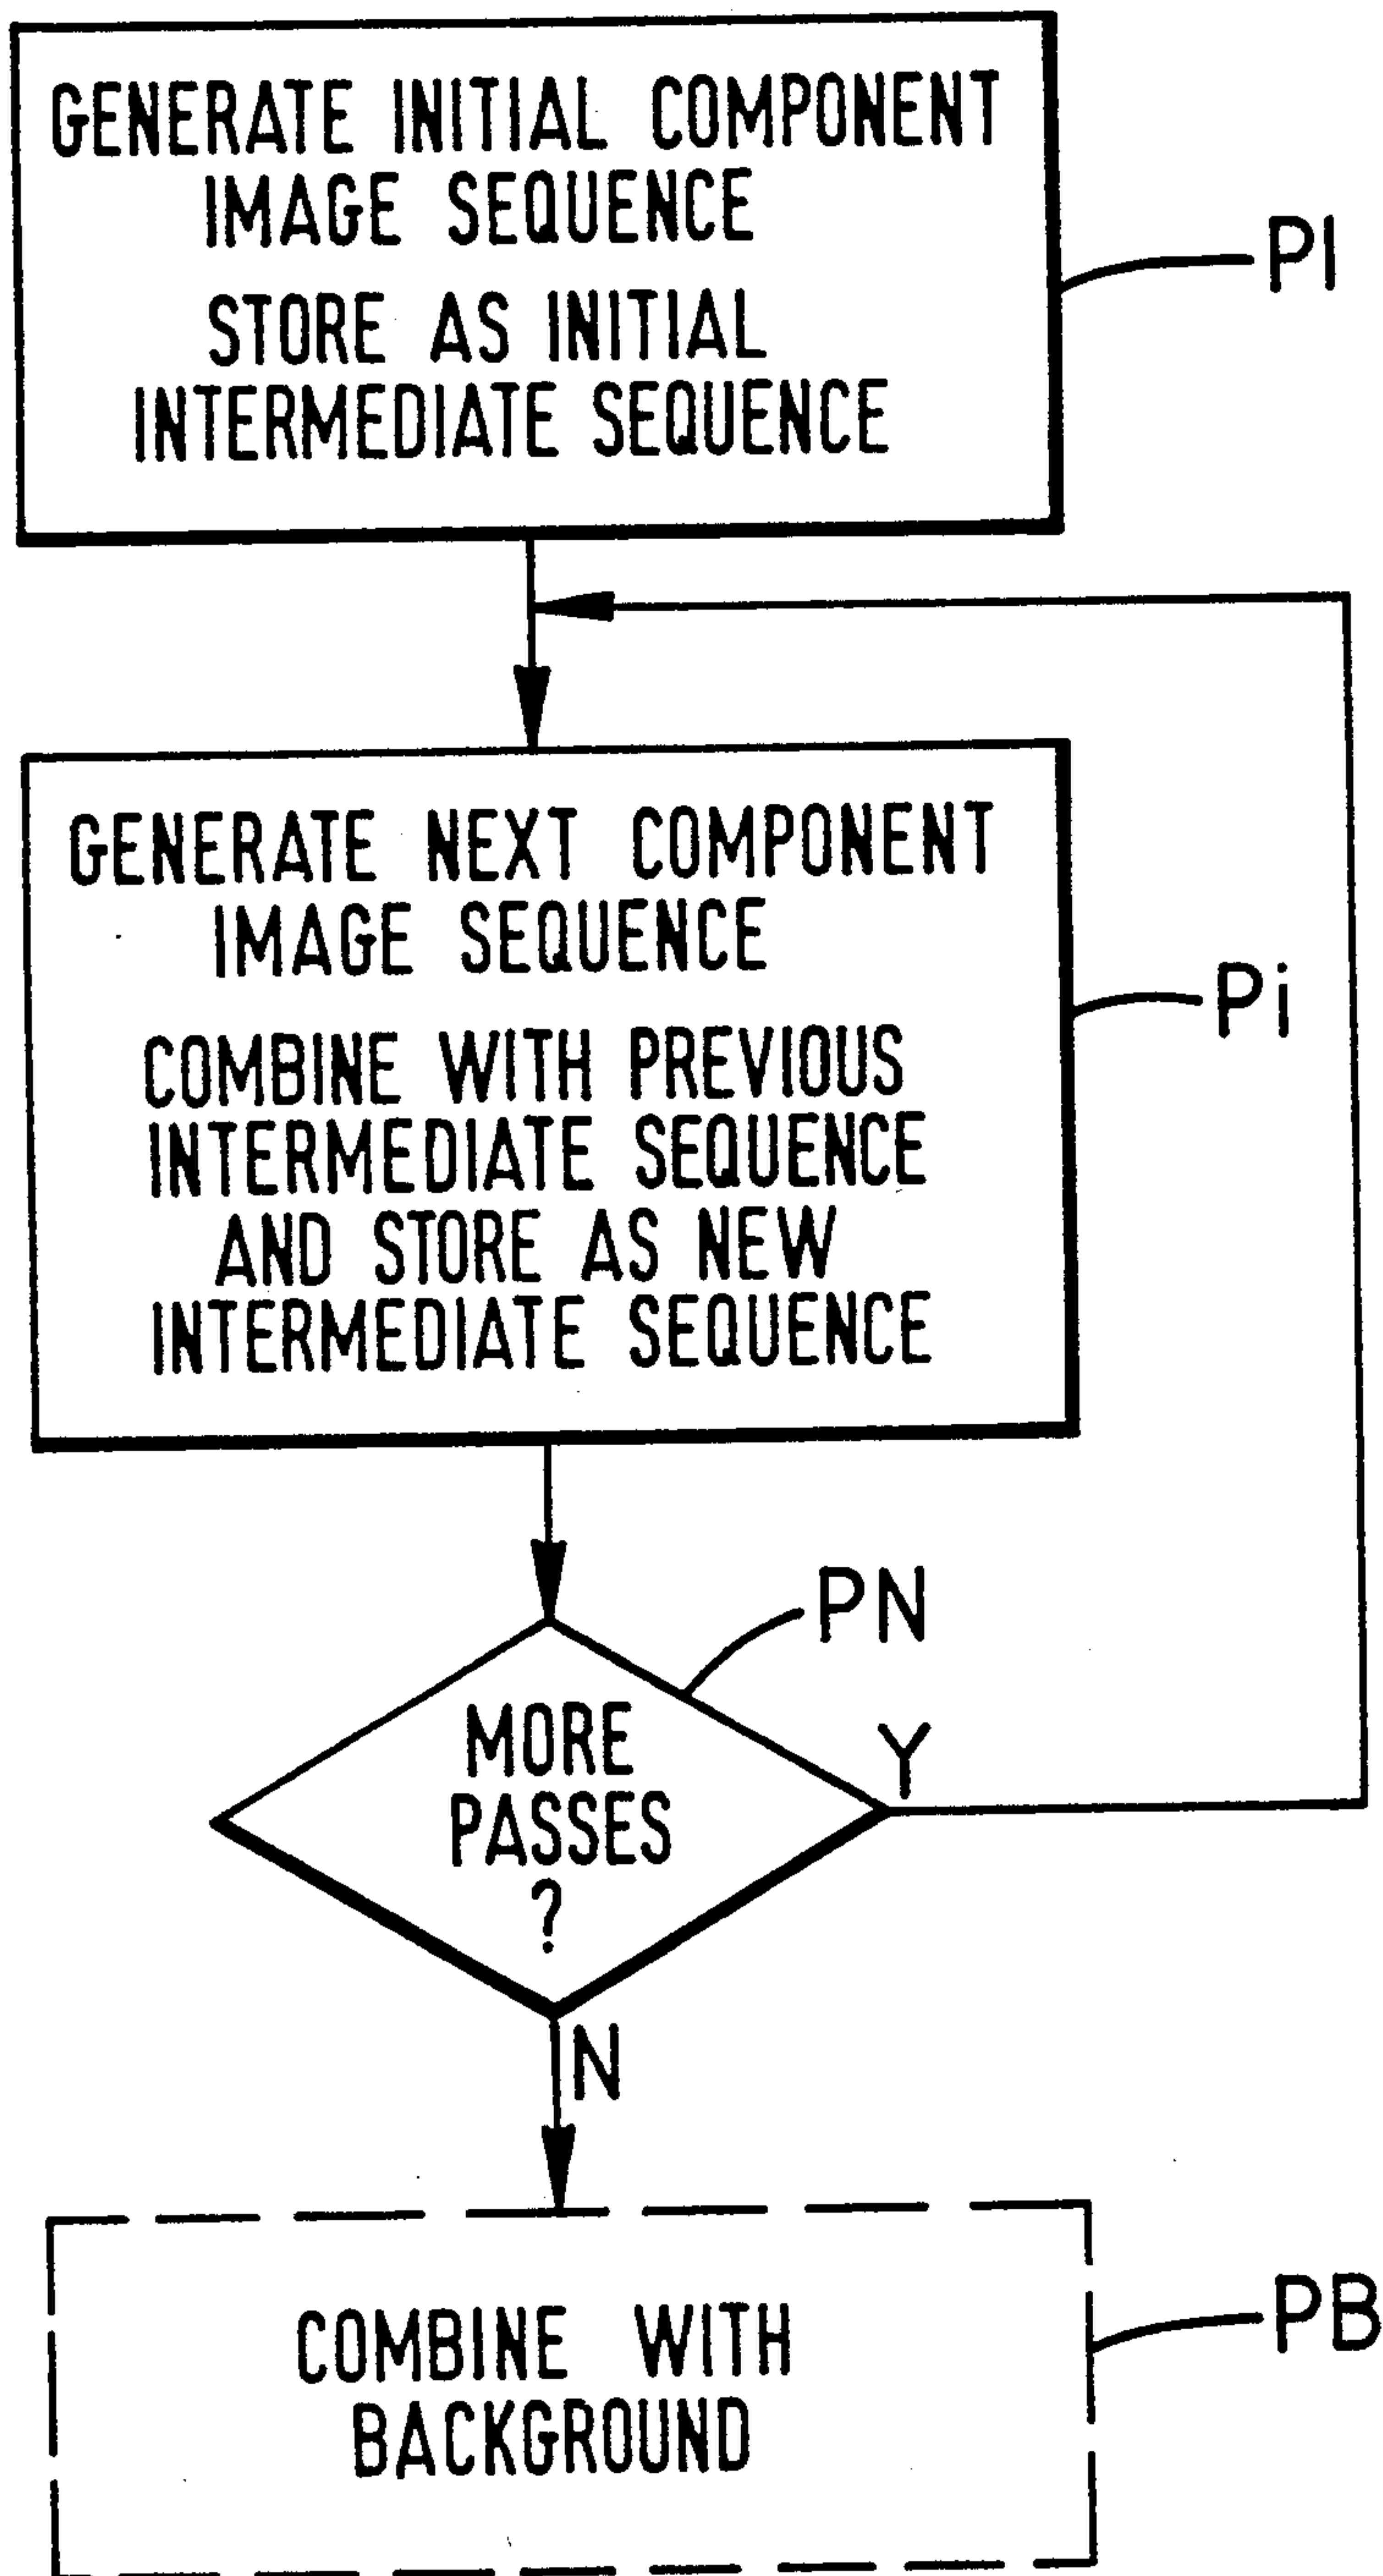 GENERATE INITIAL COMPONENT
IMAGE SEQUENCE
STORE AS INITIAL
INTERMEDIATE SEQUENCE
P1
GENERATE NEXT COMPONENT
IMAGE SEQUENCE
COMBINE WITH PREVIOUS
INTERMEDIATE SEQUENCE
AND STORE AS NEW
INTERMEDIATE SEQUENCE
Pi
PN
MORE
PASSES
?
Y
N
COMBINE WITH
BACKGROUND
PB